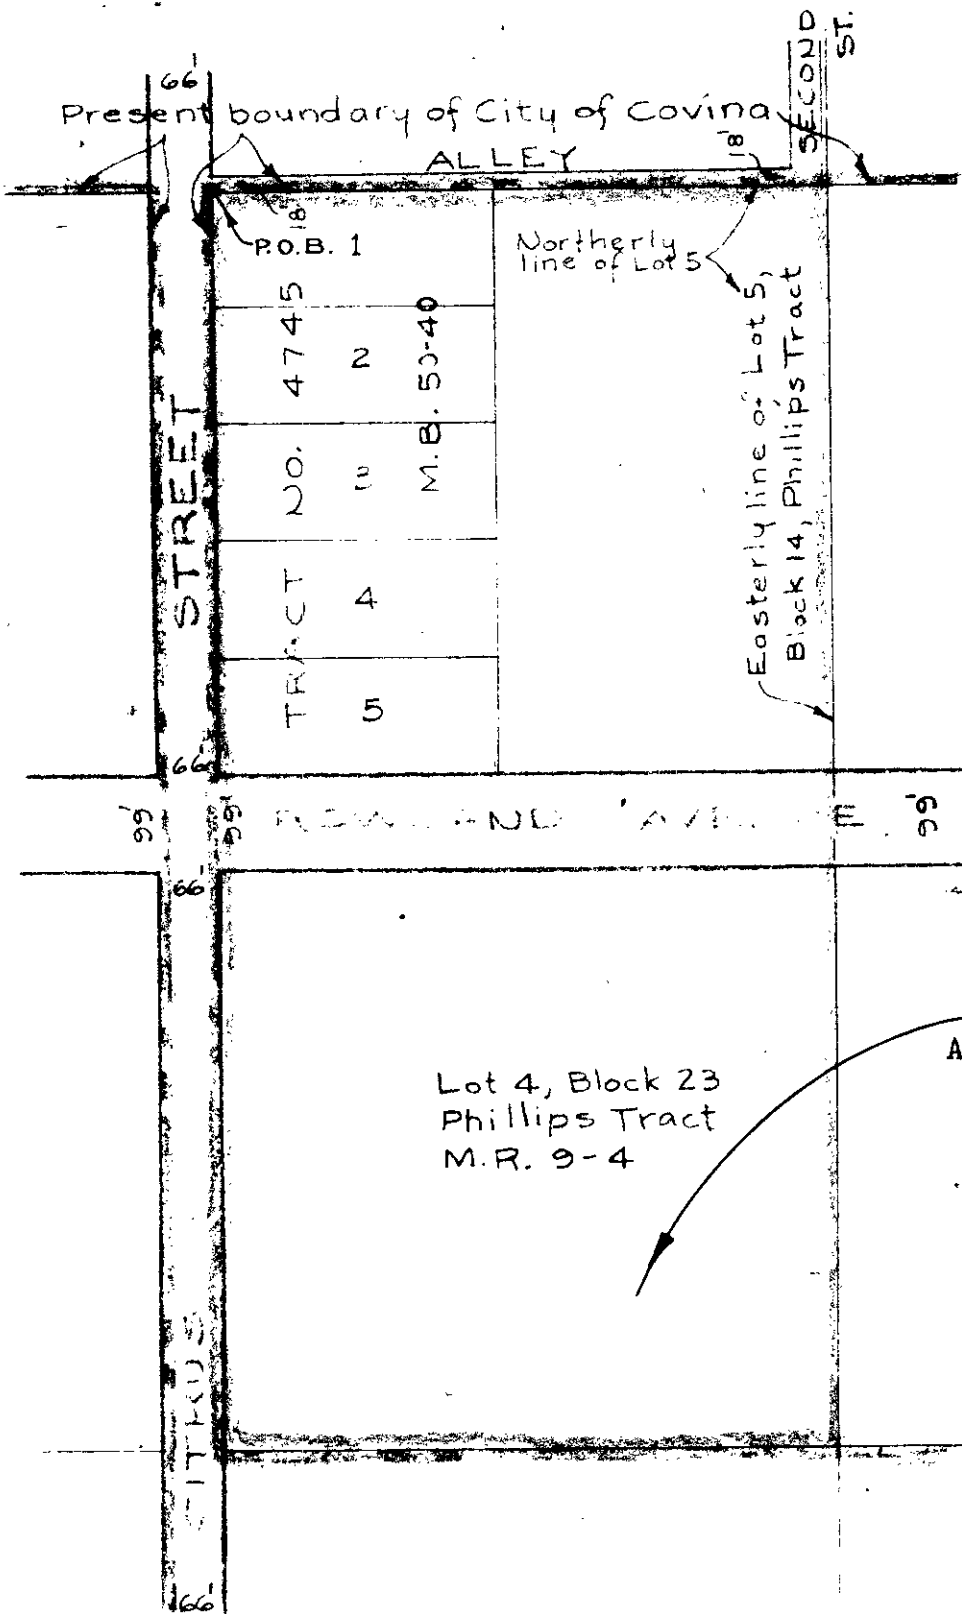 66'
SECOND
ST.
Present boundary of City of Covina
ALLEY
18'
18'
P.O.B. 1
Northerly
line of Lot 5
Easterly line of Lot 5,
Block 14, Phillips Tract
STREET
TRACT NO. 4745
M.B. 50-40
2
3
4
5
66'
99'
99'
99'
66'
Lot 4, Block 23
Phillips Tract
M.R. 9-4
A
66'